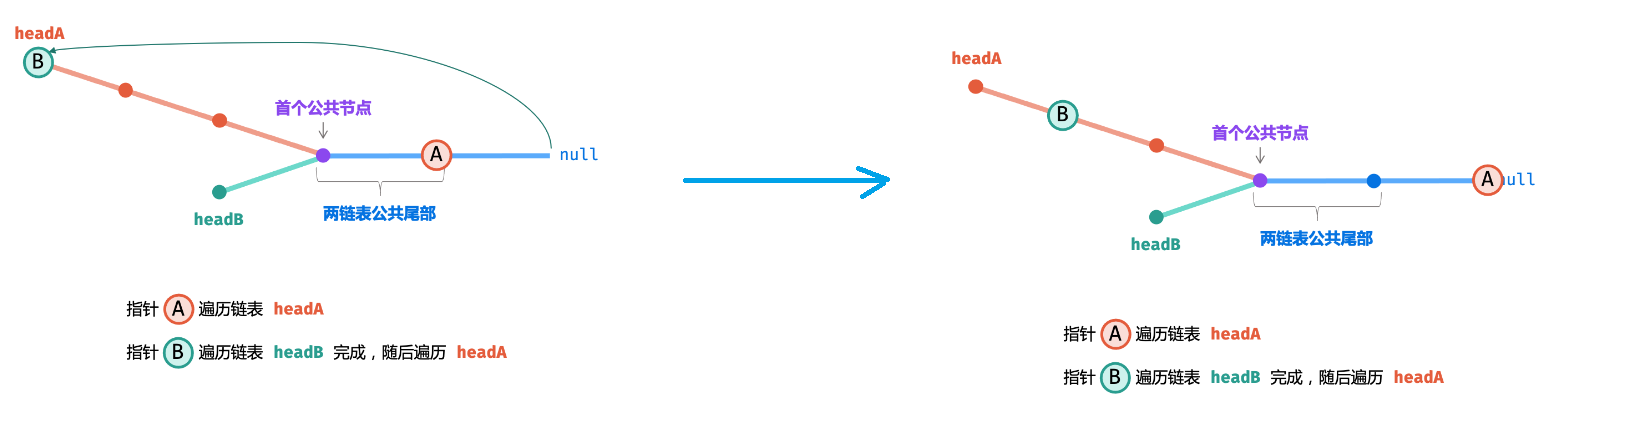 headA
B
首个公共节点
A
null
headB
两链表公共尾部
指针 A 遍历链表 headA
指针 B 遍历链表 headB 完成，随后遍历 headA
headA
B
首个公共节点
A
ull
headB
两链表公共尾部
指针 A 遍历链表 headA
指针 B 遍历链表 headB 完成，随后遍历 headA